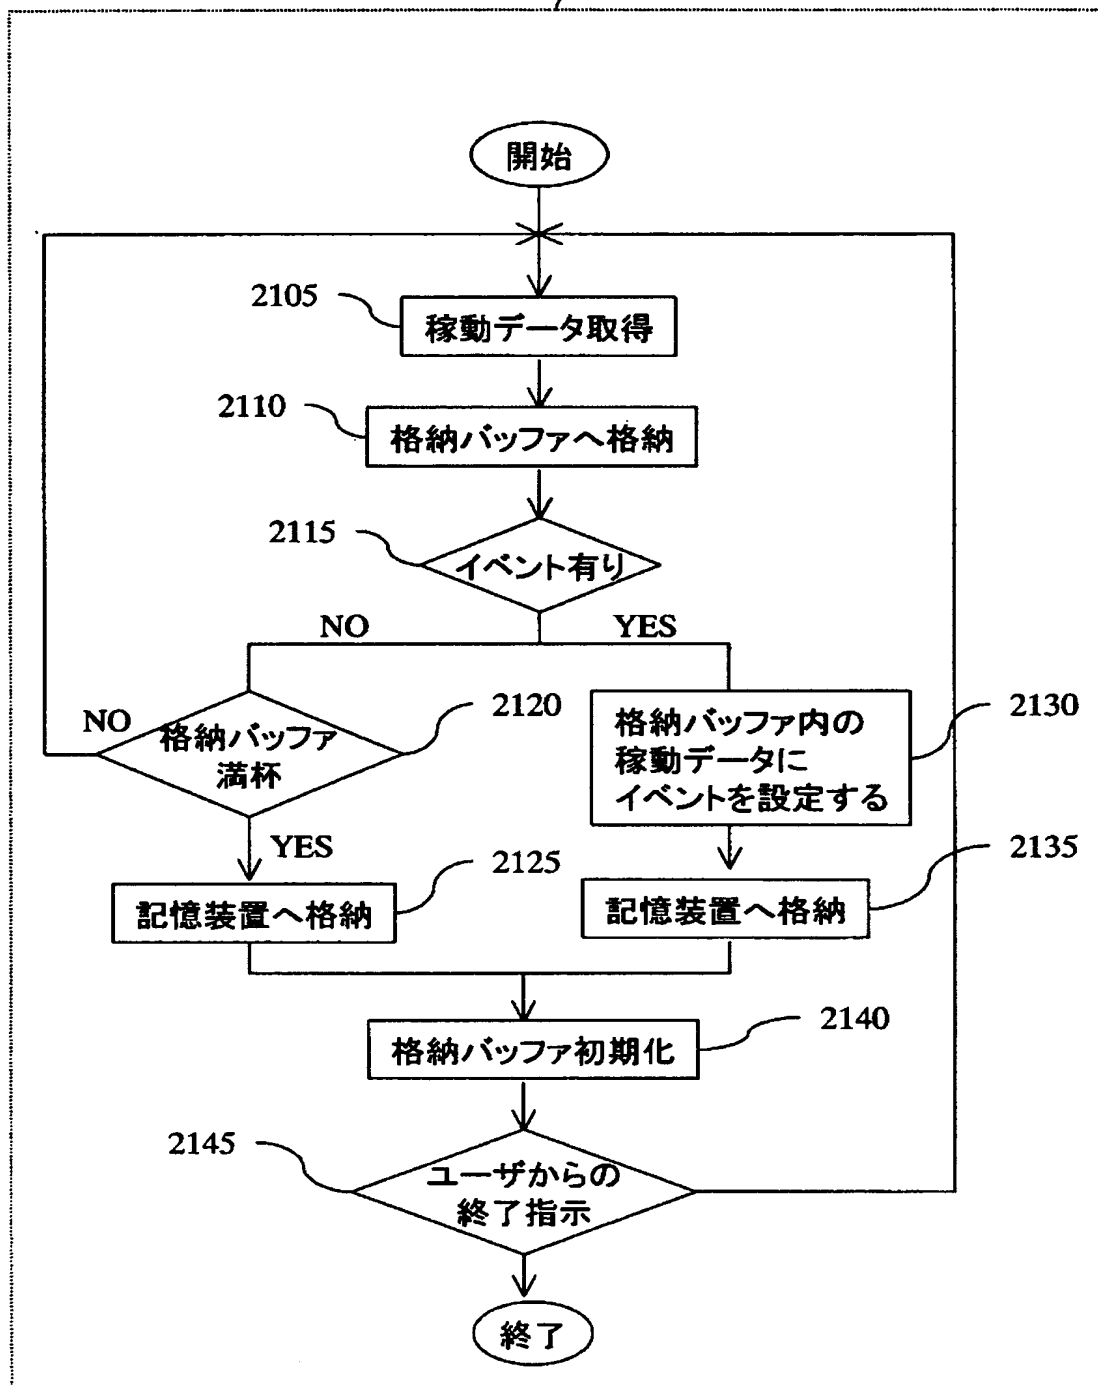 開始
2105
稼動データ取得
2110
格納バッファへ格納
2115
イベント有り
NO
YES
NO
格納バッファ
満杯
2120
格納バッファ内の
稼動データに
イベントを設定する
2130
YES
2125
記憶装置へ格納
2135
記憶装置へ格納
2140
格納バッファ初期化
2145
ユーザからの
終了指示
終了